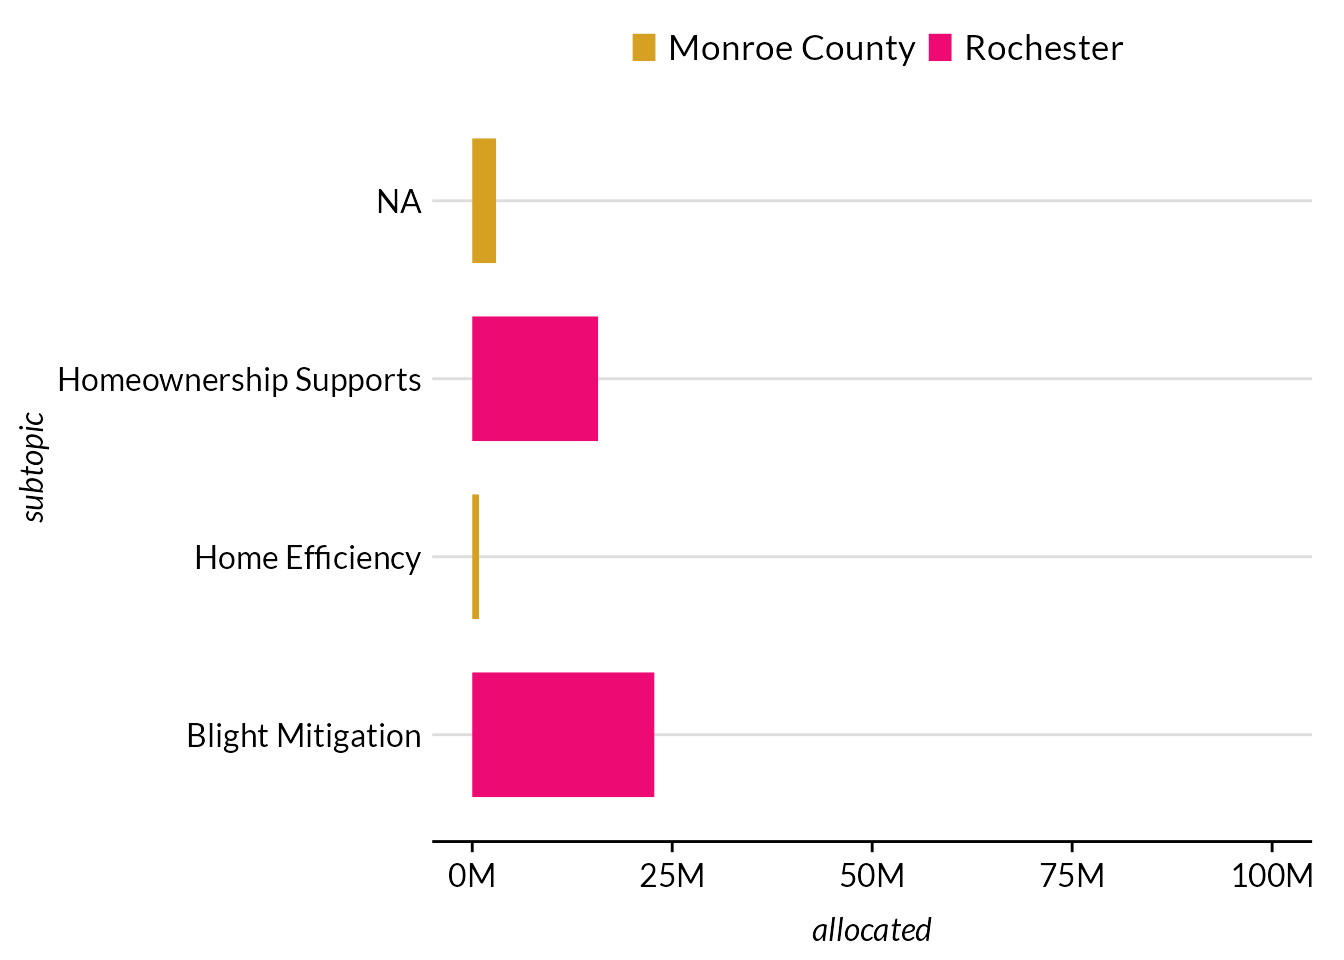 Monroe County Rochester
NA
Homeownership Supports
Home Efficiency
Blight Mitigation
subtopic
0M 25M 50M 75M 100M
allocated